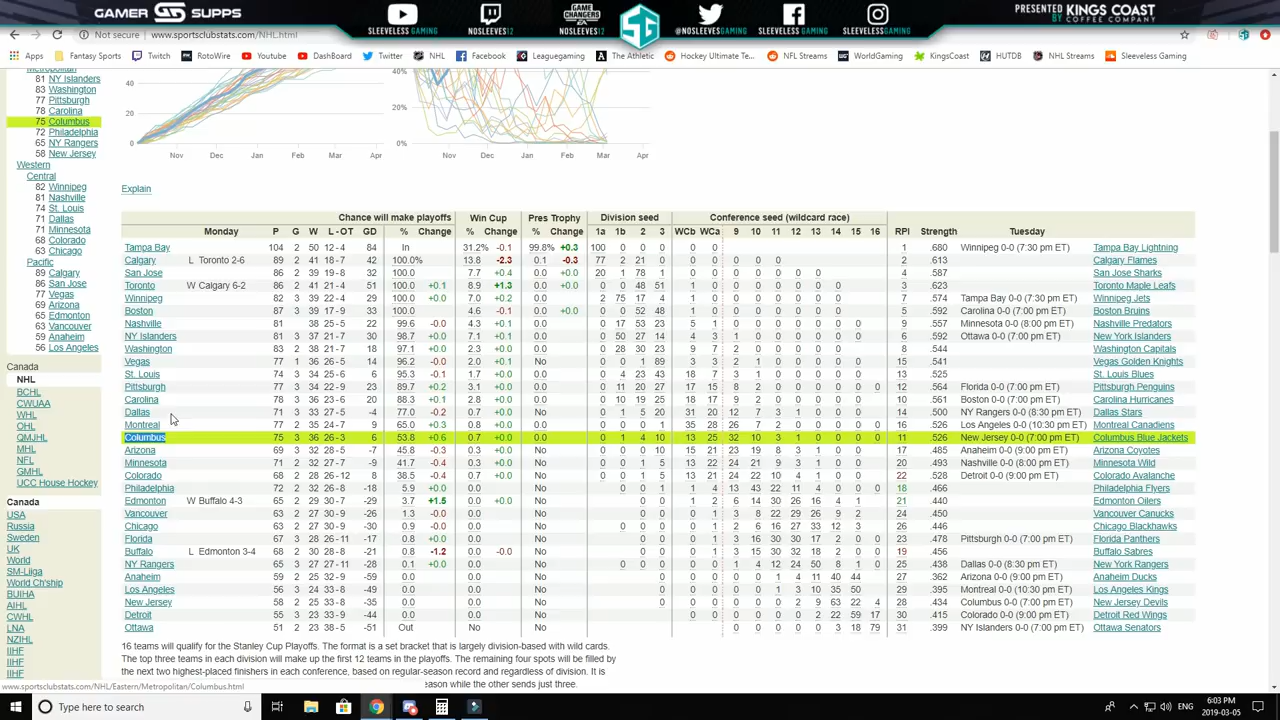 GAMER SUPPS
SLEEVELESS GAMING
NOSLEEVES12
GAME CHANGERS
NOSLEEVES12
SG
@NOSLEEVESGAMING
SLEEVELESS GAMING
SLEEVELESSGAMING
PRESENTED BY KINGS COAST COFFEE COMPANY
Not secure | www.sportsclubstats.com/NHL.html
Apps Fantasy Sports Twitch RotoWire Youtube DashBoard Twitter NHL Facebook Leaguegaming The Athletic Hockey Ultimate Te... NFL Streams WorldGaming KingsCoast HUTDB NHL Streams Sleeveless Gaming
Metropolitan
81 NY Islanders
83 Washington
77 Pittsburgh
78 Carolina
75 Columbus
72 Philadelphia
65 NY Rangers
58 New Jersey
Western
Central
82 Winnipeg
81 Nashville
74 St. Louis
71 Dallas
71 Minnesota
68 Colorado
63 Chicago
Pacific
89 Calgary
86 San Jose
77 Vegas
69 Arizona
65 Edmonton
63 Vancouver
59 Anaheim
56 Los Angeles
Canada
NHL
BCHL
CWUAA
WHL
OHL
QMJHL
MHL
NFL
GMHL
UCC House Hockey
Canada
USA
Russia
Sweden
UK
World
SM-Liiga
World Ch'ship
BUIHA
AIHL
CWHL
LNA
NZIHL
IIHF
IIHF
IIHF
40
20
0
Nov Dec Jan Feb Mar Apr
40%
20%
0%
Nov Dec Jan Feb Mar Apr
Explain
Chance will make playoffs Win Cup Pres Trophy Division seed Conference seed (wildcard race)
Monday P G W L - OT GD % Change % Change % Change 1a 1b 2 3 WCb WCa 9 10 11 12 13 14 15 16 RPI Strength Tuesday
Tampa Bay 104 2 50 12-4 84 In 31.2% -0.1 99.8% +0.3 100 0 0 0 0 0 1 .680 Winnipeg 0-0 (7:30 pm ET) Tampa Bay Lightning
Calgary L Toronto 2-6 89 2 41 18-7 42 100.0% -2.3 0.1 -0.3 77 2 21 0 0 0 0 0 0 2 .613 Calgary Flames
San Jose 86 2 39 19-8 32 100.0 7.7 +0.4 0.0 +0.0 20 1 78 1 0 0 0 0 0 0 0 4 .587 San Jose Sharks
Toronto W Calgary 6-2 86 2 41 21-4 51 100.0 +0.1 +1.3 0.0 +0.0 0 0 48 51 1 0 0 0 0 0 0 0 3 .623 Toronto Maple Leafs
Winnipeg 82 3 39 22-4 29 100.0 +0.0 +0.2 2 75 17 4 1 0 0 0 0 0 0 0 7 .574 Tampa Bay 0-0 (7:30 pm ET) Winnipeg Jets
Boston 87 3 39 17-9 33 100.0 4.6 -0.1 0.0 +0.0 0 0 52 48 1 0 0 0 0 0 0 0 5 .592 Carolina 0-0 (7:00 pm ET) Boston Bruins
Nashville 81 38 25-5 22 99.6 -0.0 4.3 +0.1 0 17 53 23 5 1 0 0 0 0 0 9 .557 Minnesota 0-0 (8:00 pm ET) Nashville Predators
NY Islanders 81 3 37 21-7 30 98.7 +0.0 7.1 +0.1 0.0 0 50 27 14 4 3 1 0 0 0 0 0 0 0 6 .592 Ottawa 0-0 (7:00 pm ET) New York Islanders
Washington 83 2 38 21-7 18 97.1 +0.0 2.3 +0.0 0.0 0 28 30 23 9 7 2 0 0 0 0 0 0 8 .544 Washington Capitals
Vegas 77 1 36 26-5 14 96.2 -0.0 2.0 +0.1 No 0 2 1 89 3 1 2 1 0 0 0 0 15 .541 Vegas Golden Knights
St. Louis 74 3 34 25-6 6 95.3 -0.1 1.7 +0.0 No 0 4 23 43 18 7 3 1 0 0 0 0 13 .525 St. Louis Blues
Pittsburgh 77 3 34 22-9 23 89.7 +0.2 3.1 +0.0 0.0 0 11 20 27 17 15 7 2 1 0 0 0 0 0 12 .564 Florida 0-0 (7:00 pm ET) Pittsburgh Penguins
Carolina 78 2 36 23-6 20 88.3 +0.1 2.8 +0.0 0.0 0 10 19 25 18 17 9 2 0 0 0 0 0 10 .561 Boston 0-0 (7:00 pm ET) Carolina Hurricanes
Dallas 71 3 33 27-5 -4 77.0 -0.2 0.7 +0.0 No 0 1 5 20 31 20 12 7 3 1 0 0 0 14 .500 NY Rangers 0-0 (8:30 pm ET) Dallas Stars
Montreal 77 2 35 24-7 9 65.0 +0.3 0.8 +0.0 0.0 0 0 1 35 28 26 7 1 0 0 0 0 0 16 .526 Los Angeles 0-0 (10:30 pm ET) Montreal Canadiens
Columbus 75 3 36 26-3 6 53.8 +0.6 0.7 +0.0 0.0 0 1 4 10 13 25 32 10 3 1 0 0 0 0 11 .526 New Jersey 0-0 (7:00 pm ET) Columbus Blue Jackets
Arizona 69 3 32 28-5 -7 45.8 -0.3 0.3 +0.0 No 0 0 3 15 21 23 19 8 3 1 0 0 17 .485 Anaheim 0-0 (9:00 pm ET) Arizona Coyotes
Minnesota 71 2 32 27-7 -9 41.7 -0.4 0.3 +0.0 No 0 0 1 5 13 22 24 21 9 3 1 0 0 20 .493 Nashville 0-0 (8:00 pm ET) Minnesota Wild
Colorado 68 2 28 26-12 8 38.5 -0.4 0.7 +0.0 No 0 0 1 3 13 21 24 22 10 4 1 0 0 22 .528 Detroit 0-0 (9:00 pm ET) Colorado Avalanche
Philadelphia 72 2 32 26-8 -18 5.9 +0.1 0.0 No 0 0 1 1 4 13 43 22 11 4 2 0 0 18 .466 Philadelphia Flyers
Edmonton W Buffalo 4-3 65 2 29 30-7 -29 3.7 +1.5 0.0 +0.0 No 0 0 1 2 6 14 30 26 16 4 1 0 21 .440 Edmonton Oilers
Vancouver 63 2 27 30-9 -26 -0.0 0.0 No 0 0 0 1 3 8 22 29 26 9 2 24 .450 Vancouver Canucks
Chicago 63 2 27 30-9 -30 0.9 -0.0 0.0 No 0 0 0 0 0 2 6 16 27 33 12 3 26 .446 Chicago Blackhawks
Florida 67 3 28 26-11 -17 +0.0 0.0 No 0 0 0 1 3 16 30 30 17 2 0 0 23 .478 Pittsburgh 0-0 (7:00 pm ET) Florida Panthers
Buffalo L Edmonton 3-4 68 2 30 28-8 -21 0.8 -1.2 0.0 -0.0 No 0 0 0 1 3 15 30 32 18 2 0 0 19 .456 Buffalo Sabres
NY Rangers 65 3 27 27-11 -28 0.1 +0.0 0.0 No 0 0 0 0 0 1 4 12 24 50 8 1 0 25 .438 Dallas 0-0 (8:30 pm ET) New York Rangers
Anaheim 59 2 25 32-9 -59 0.0 0.0 No 0 0 0 0 1 4 11 40 44 27 .362 Arizona 0-0 (9:00 pm ET) Anaheim Ducks
Los Angeles 56 3 24 33-8 -49 0.0 0.0 No 0 0 0 0 1 3 10 35 29 .410 Montreal 0-0 (10:30 pm ET) Los Angeles Kings
New Jersey 58 2 25 33-8 -35 0.0 0.0 No 0 0 0 0 0 2 9 63 22 4 28 .434 Columbus 0-0 (7:00 pm ET) New Jersey Devils
Detroit 55 3 23 33-9 -44 0.0 0.0 No 0 0 0 0 2 22 59 17 30 .415 Colorado 0-0 (9:00 pm ET) Detroit Red Wings
Ottawa 51 2 23 38-5 -51 Out No No 0 0 0 3 18 79 31 .399 NY Islanders 0-0 (7:00 pm ET) Ottawa Senators
16 teams will qualify for the Stanley Cup Playoffs. The format is a set bracket that is largely division-based with wild cards.
The top three teams in each division will make up the first 12 teams in the playoffs. The remaining four spots will be filled by
the next two highest-placed finishers in each conference, based on regular-season record and regardless of division. It is
eason while the other sends just three.
www.sportsclubstats.com/NHL/Eastern/Metropolitan/Columbus.html
Type here to search
ENG
6:03 PM
2019-03-05